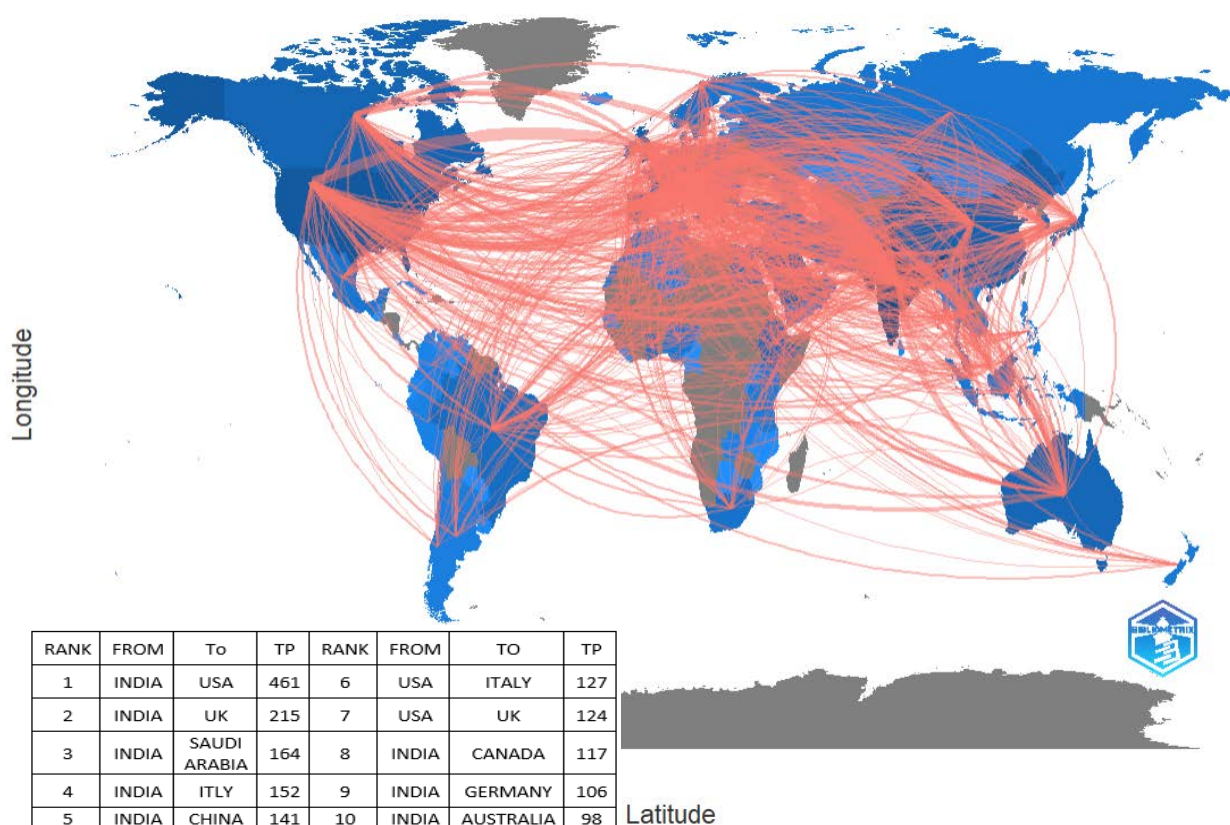 Longitude
BIBLIOMETRIX
RANK FROM To TP RANK FROM TO TP
1 INDIA USA 461 6 USA ITALY 127
2 INDIA UK 215 7 USA UK 124
3 INDIA SAUDI ARABIA 164 8 INDIA CANADA 117
4 INDIA ITLY 152 9 INDIA GERMANY 106
5 INDIA CHINA 141 10 INDIA AUSTRALIA 98
Latitude